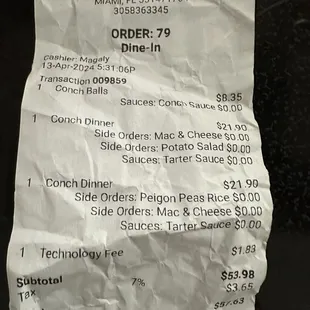 MIAMI, FL
3058363345
ORDER: 79
Dine-In
Cashier: Magaly
13-Apr-2024 5:31:06P
Transaction 009859
1 Conch Balls $8.35
Sauces: Conch Sauce $0.00
1 Conch Dinner $21.90
Side Orders: Mac & Cheese $0.00
Side Orders: Potato Salad $0.00
Sauces: Tarter Sauce $0.00
1 Conch Dinner $21.90
Side Orders: Peigon Peas Rice $0.00
Side Orders: Mac & Cheese $0.00
Sauces: Tarter Sauce $0.00
1 Technology Fee $1.83
Subtotal $53.98
Tax 7% $3.65
$57.63